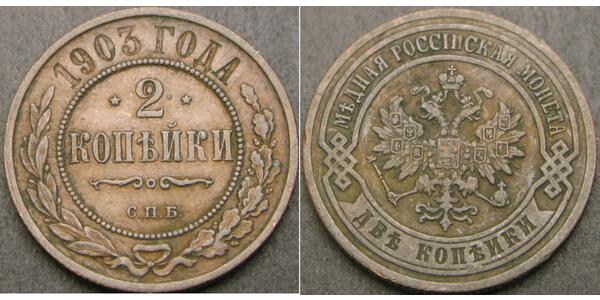 1903 ГОДА
2
КОПѢЙКИ
С.П.Б.
МѢДНАЯ РОССІЙСКАЯ МОНЕТА
ДВѢ КОПѢЙКИ